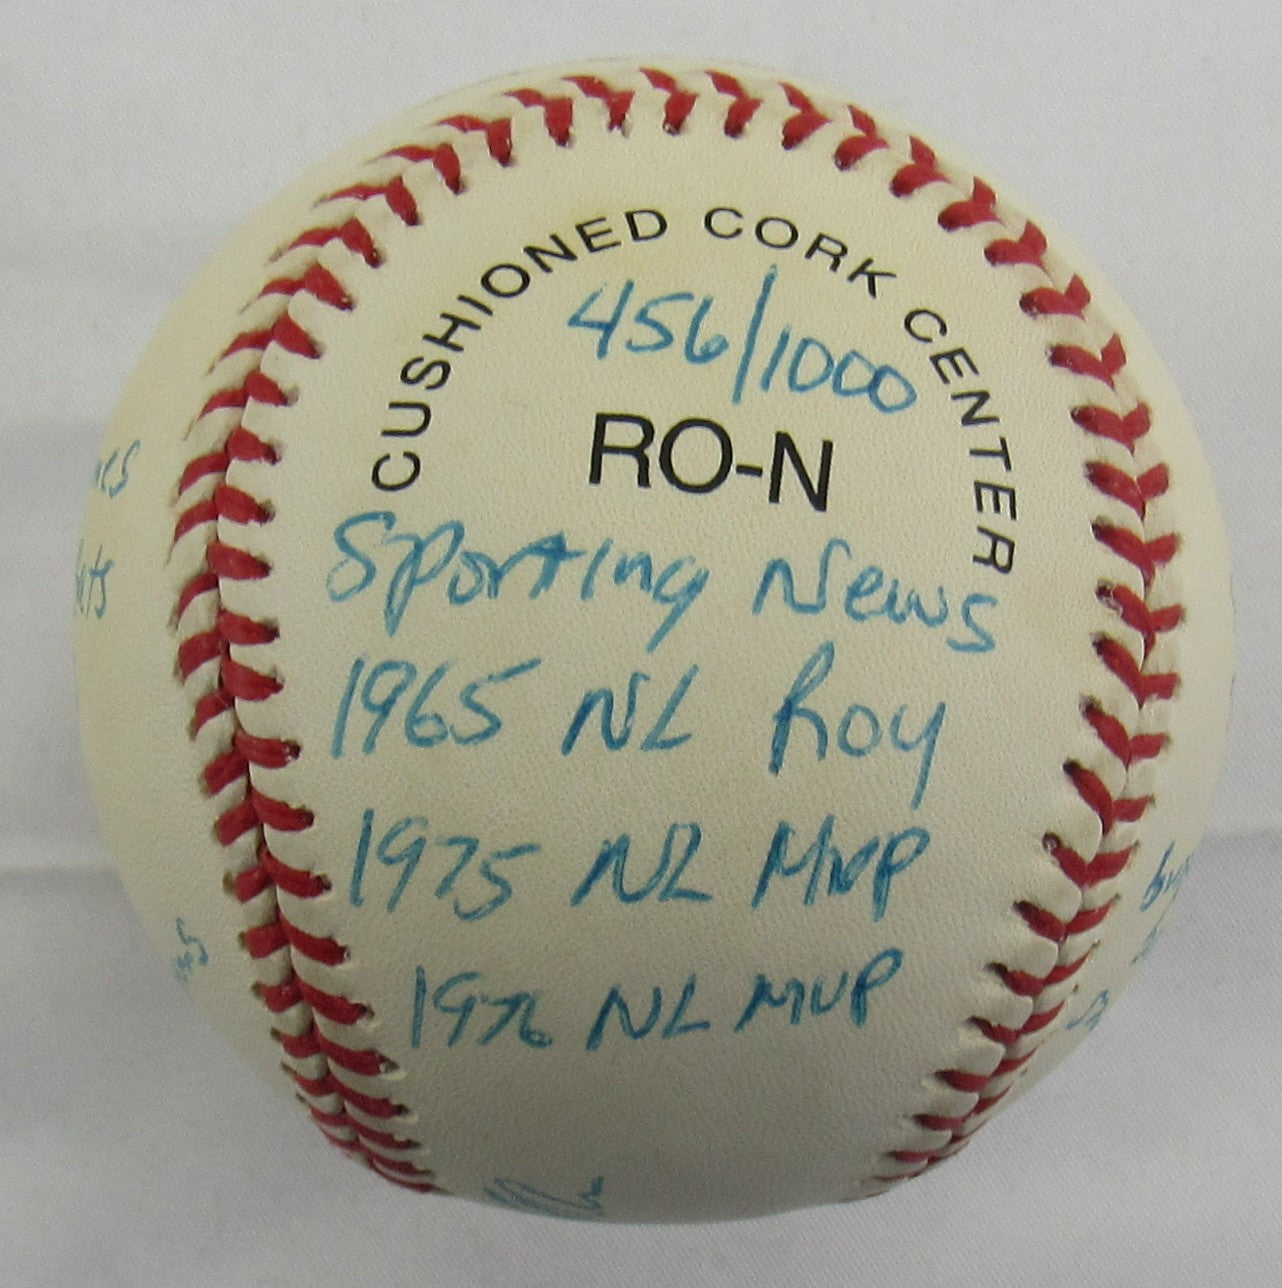 CUSHIONED CORK CENTER
456/1000
RO-N
Sporting News
1965 NL Roy
1975 NL MVP
1976 NL MVP